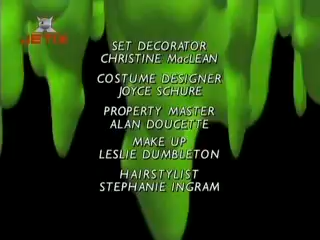 JETIX
SET DECORATOR
CHRISTINE MacLEAN
COSTUME DESIGNER
JOYCE SCHURE
PROPERTY MASTER
ALAN DOUCETTE
MAKE UP
LESLIE DUMBLETON
HAIRSTYLIST
STEPHANIE INGRAM